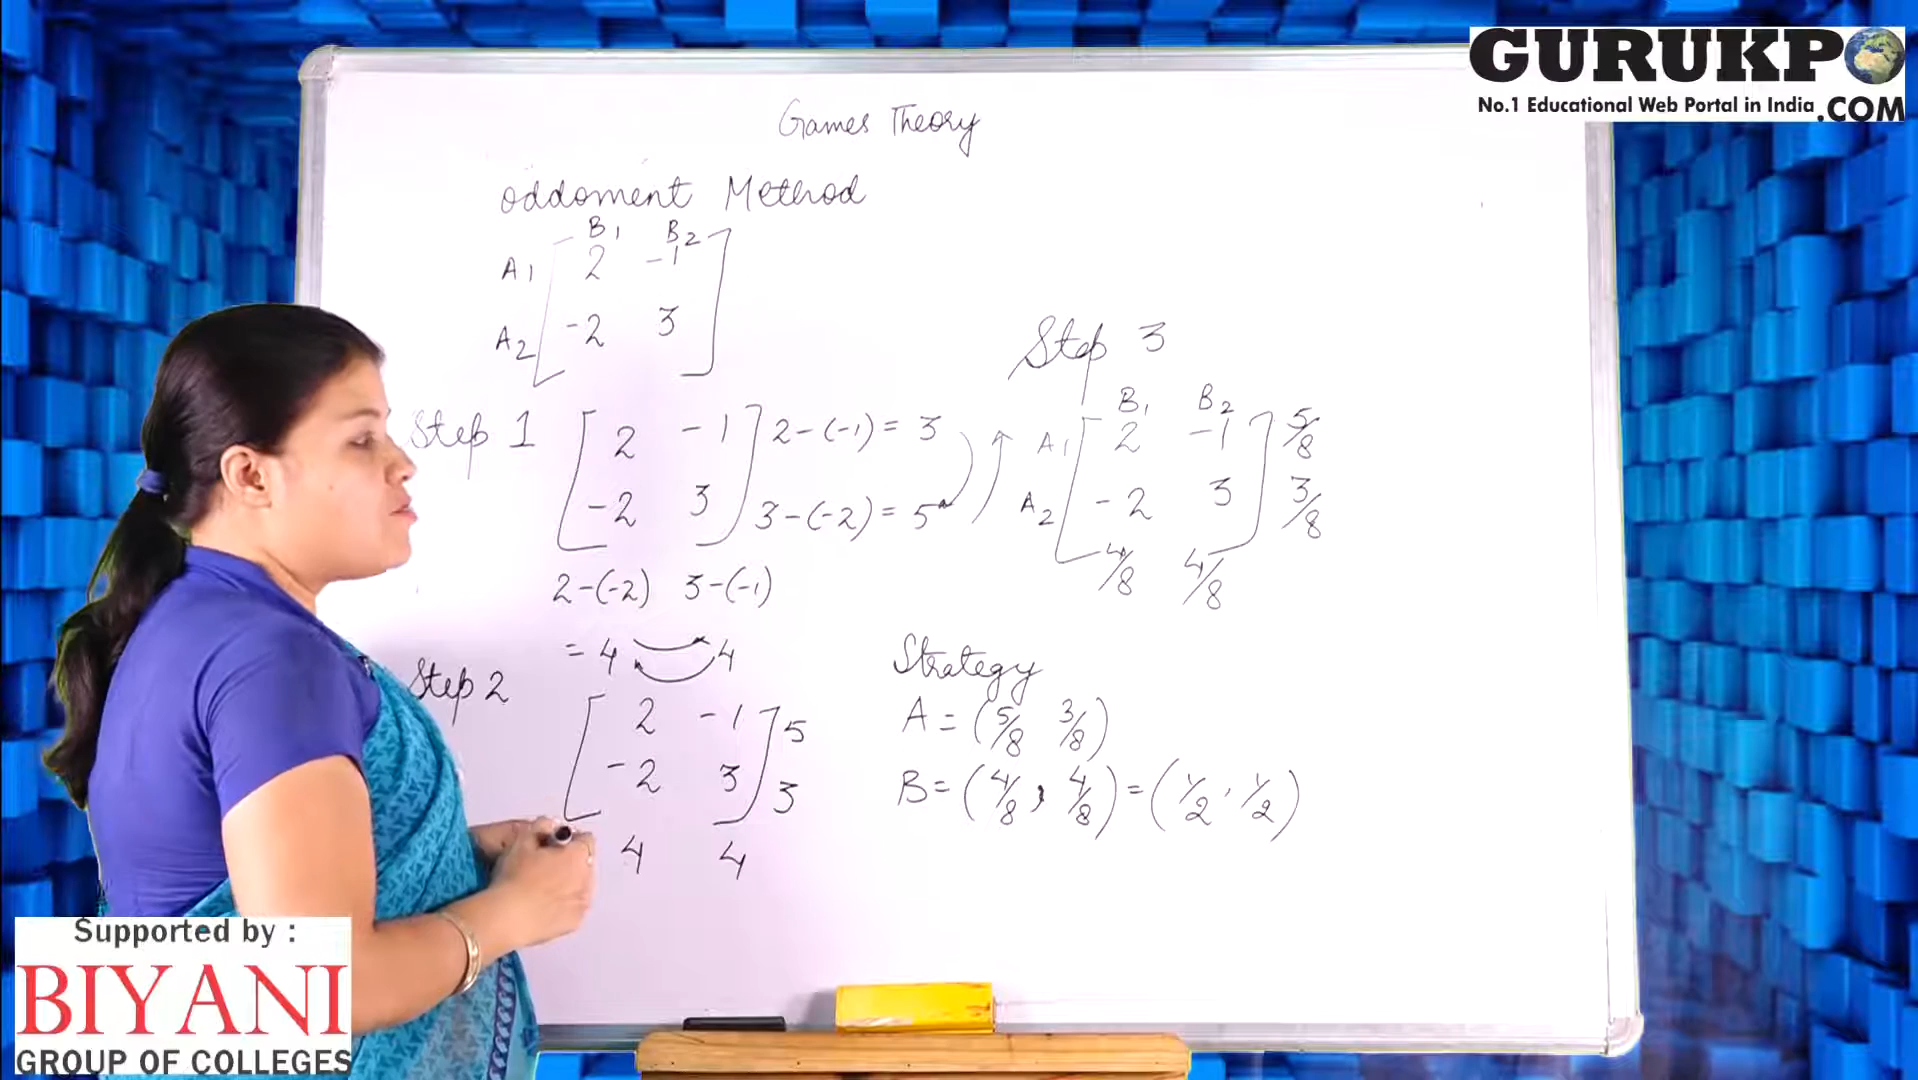 GURUKPO
No.1 Educational Web Portal in India .COM
Games Theory
Oddoment Method
B1 B2
A1 2 -1
A2 -2 3
Step 1
2 -1 2-(-1) = 3
-2 3 3-(-2) = 5
2-(-2) 3-(-1)
= 4 4
Step 2
2 -1 5
-2 3 3
4 4
Step 3
B1 B2
A1 2 -1 5/8
A2 -2 3 3/8
4/8 4/8
Strategy
A = (5/8 3/8)
B = (4/8, 4/8) = (1/2, 1/2)
Supported by :
BIYANI
GROUP OF COLLEGES